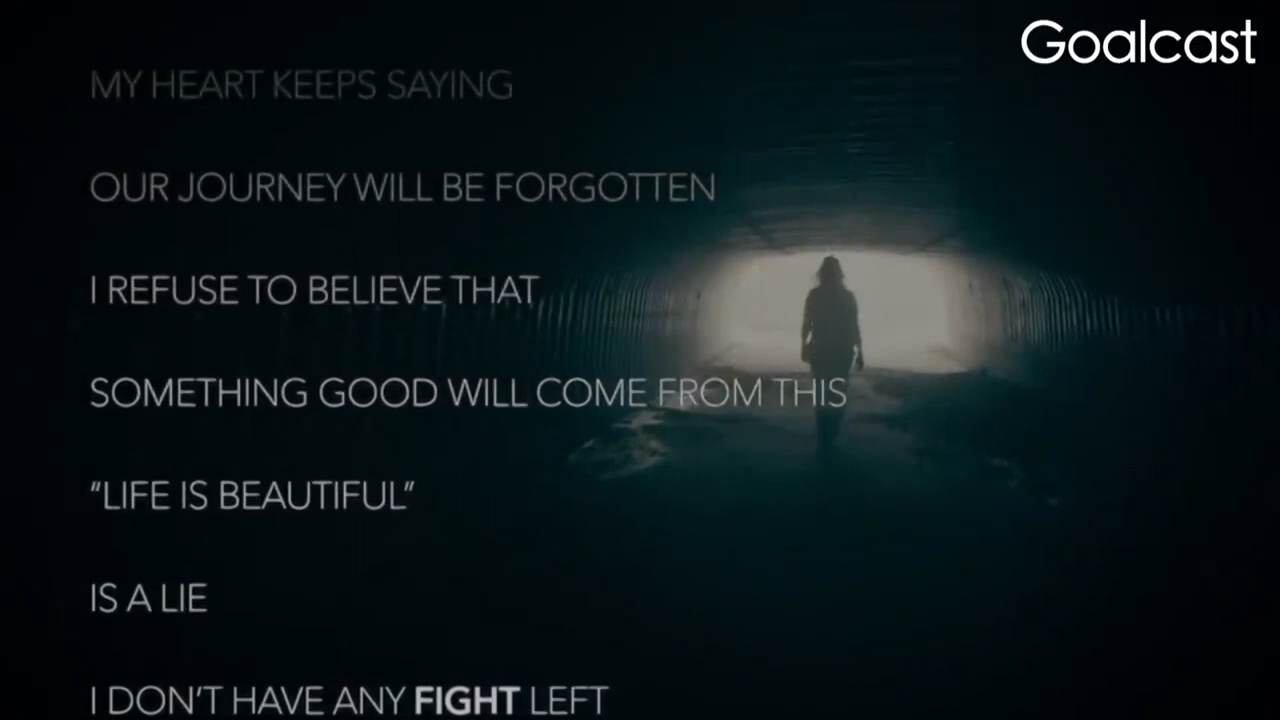 Goalcast
MY HEART KEEPS SAYING
OUR JOURNEY WILL BE FORGOTTEN
I REFUSE TO BELIEVE THAT
SOMETHING GOOD WILL COME FROM THIS
“LIFE IS BEAUTIFUL”
IS A LIE
I DON'T HAVE ANY FIGHT LEFT